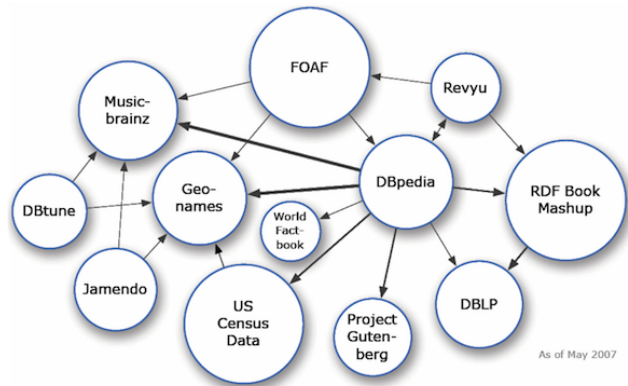 FOAF
Revyu
Music-
brainz
DBpedia
RDF Book
Mashup
Geo-
names
DBtune
World
Fact-
book
Jamendo
US
Census
Data
Project
Guten-
berg
DBLP
As of May 2007